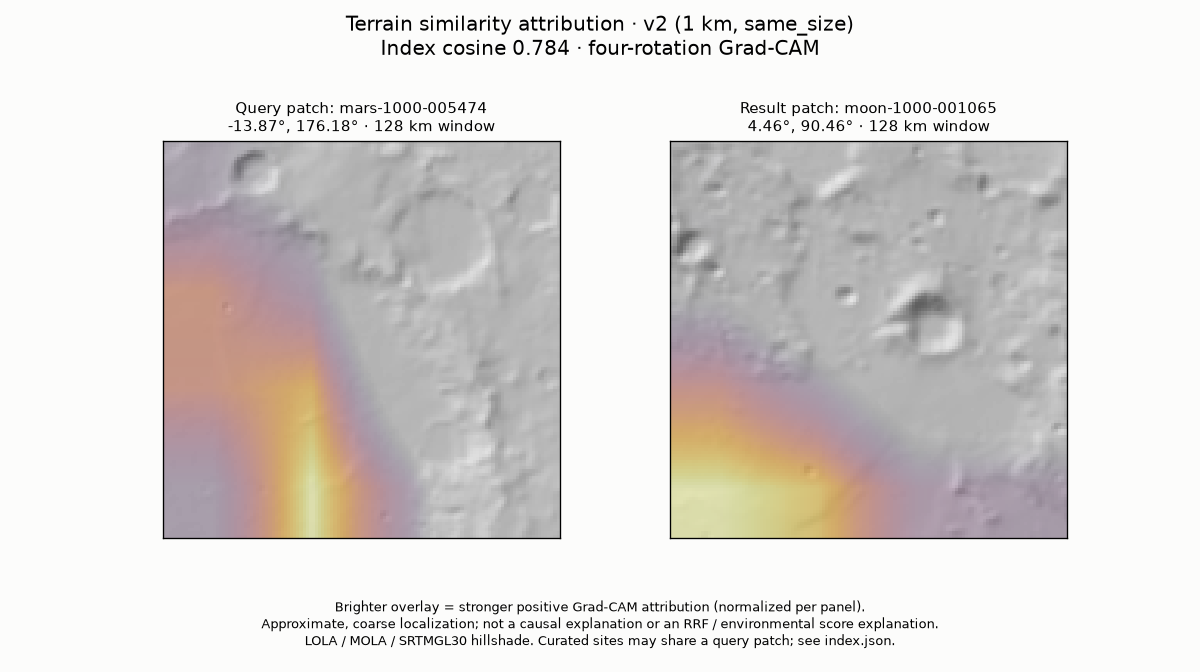 Terrain similarity attribution · v2 (1 km, same_size)
Index cosine 0.784 · four-rotation Grad-CAM
Query patch: mars-1000-005474
-13.87°, 176.18° · 128 km window
Result patch: moon-1000-001065
4.46°, 90.46° · 128 km window
Brighter overlay = stronger positive Grad-CAM attribution (normalized per panel).
Approximate, coarse localization; not a causal explanation or an RRF / environmental score explanation.
LOLA / MOLA / SRTMGL30 hillshade. Curated sites may share a query patch; see index.json.